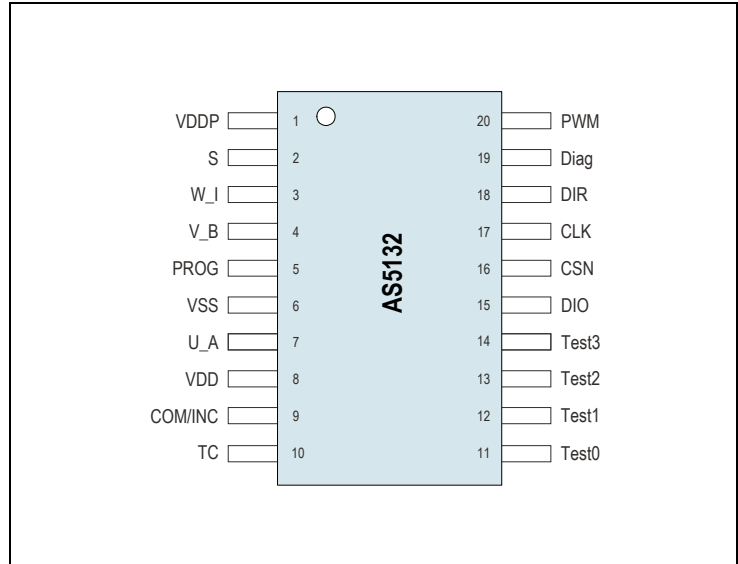 VDDP 1 20 PWM
S 2 19 Diag
W_I 3 18 DIR
V_B 4 17 CLK
PROG 5 16 CSN
VSS 6 15 DIO
U_A 7 14 Test3
VDD 8 13 Test2
COM/INC 9 12 Test1
TC 10 11 Test0
AS5132